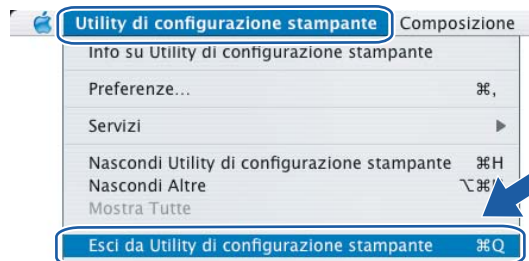 Utility di configurazione stampante Composizione
Info su Utility di configurazione stampante
Preferenze... ⌘,
Servizi
Nascondi Utility di configurazione stampante ⌘H
Nascondi Altre ⌥⌘
Mostra Tutte
Esci da Utility di configurazione stampante ⌘Q